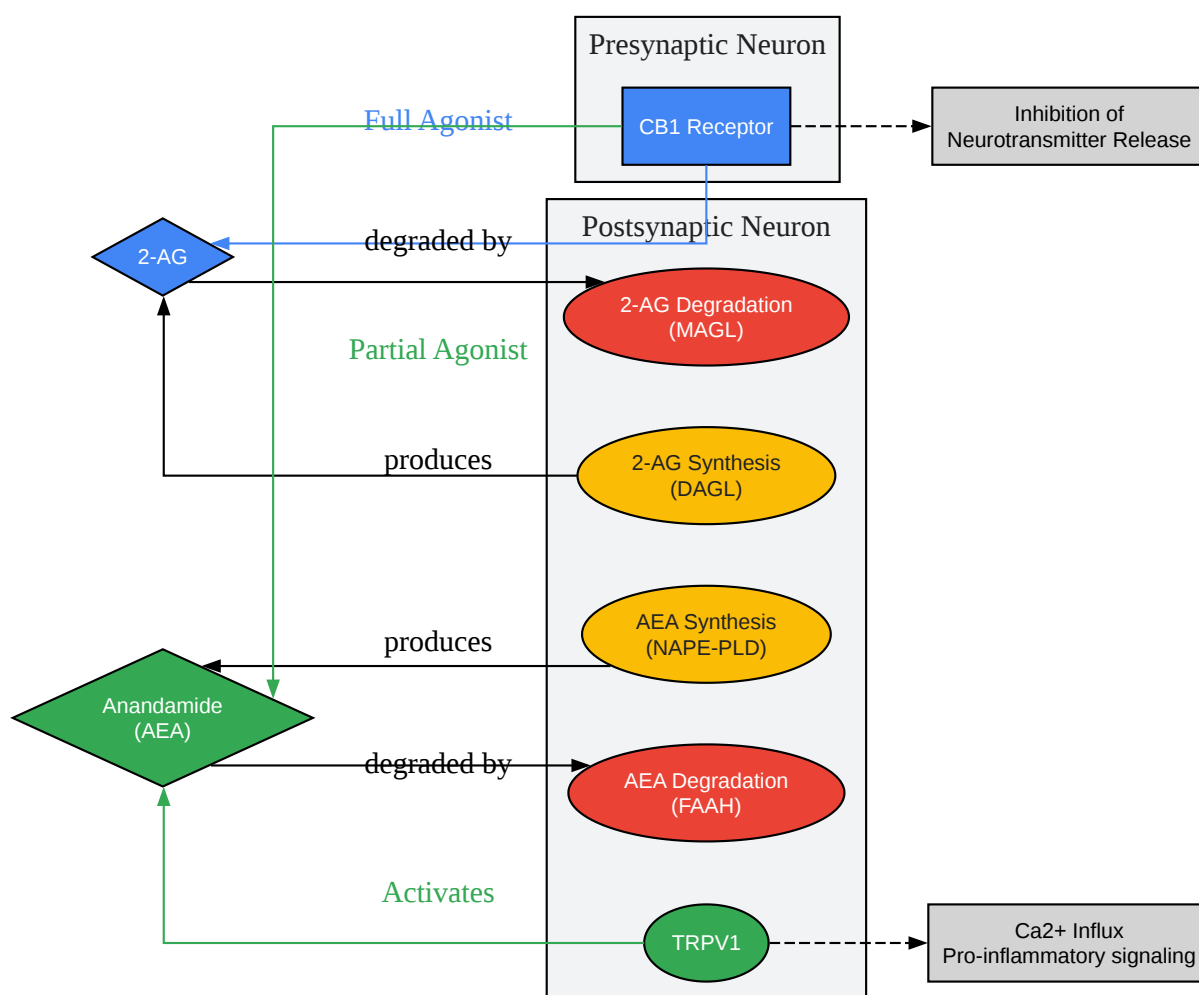 Presynaptic Neuron
Full Agonist
CB1 Receptor
Inhibition of
Neurotransmitter Release
Postsynaptic Neuron
degraded by
2-AG
2-AG Degradation
(MAGL)
Partial Agonist
produces
2-AG Synthesis
(DAGL)
AEA Synthesis
(NAPE-PLD)
produces
Anandamide
(AEA)
degraded by
AEA Degradation
(FAAH)
Activates
TRPV1
Ca2+ Influx
Pro-inflammatory signaling